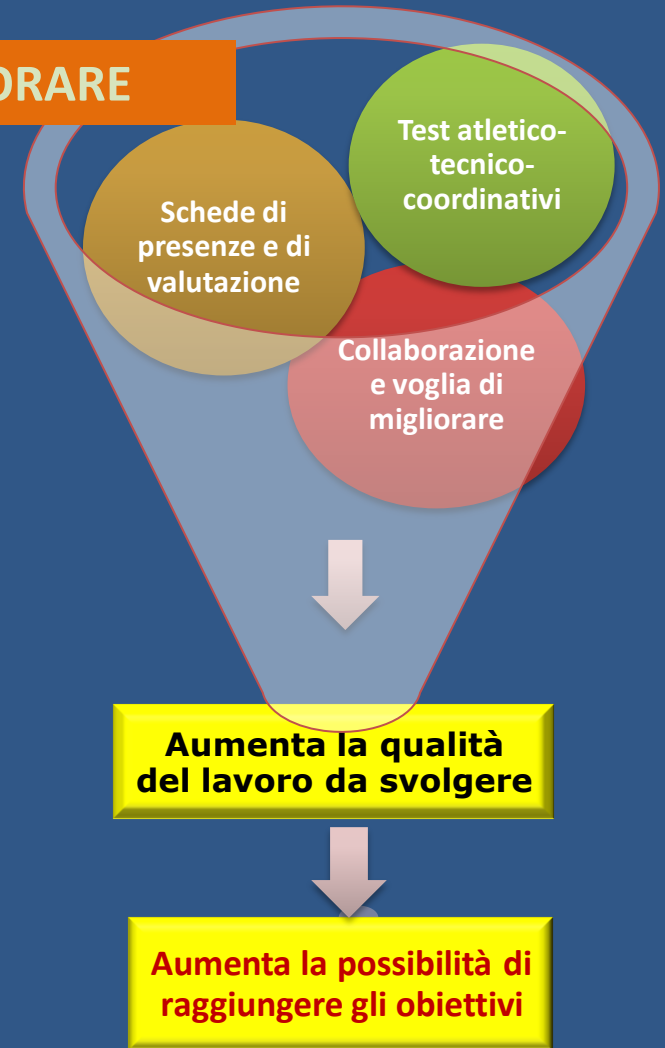 ORARE
Test atletico-
tecnico-
coordinativi
Schede di
presenze e di
valutazione
Collaborazione
e voglia di
migliorare
Aumenta la qualità
del lavoro da svolgere
Aumenta la possibilità di
raggiungere gli obiettivi